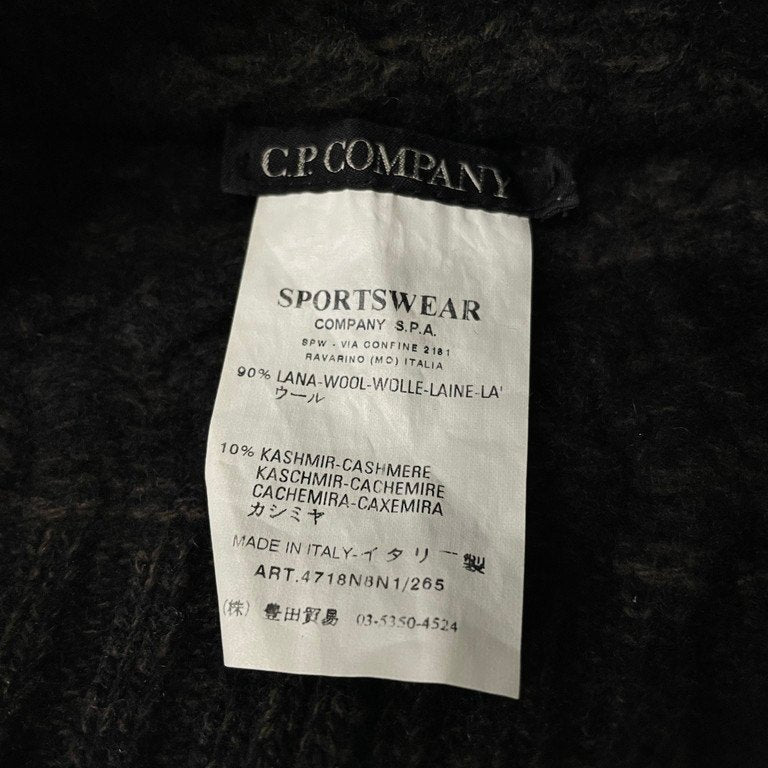 C.P. COMPANY
SPORTSWEAR
COMPANY S.P.A.
SPW - VIA CONFINE 2181
RAVARINO (MO) ITALIA
90% LANA-WOOL-WOLLE-LAINE-LA'
ウール
10% KASHMIR-CASHMERE
KASCHMIR-CACHEMIRE
CACHEMIRA-CAXEMIRA
カシミヤ
MADE IN ITALY-イタリー製
ART.4718N8N1/265
(株) 豊田貿易 03-5350-4524